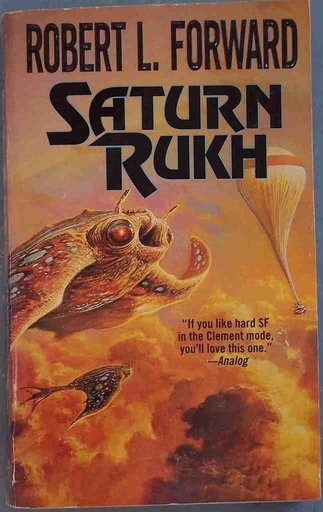 ROBERT L. FORWARD
SATURN
RUKH
"If you like hard SF
in the Clement mode,
you'll love this one."
—Analog